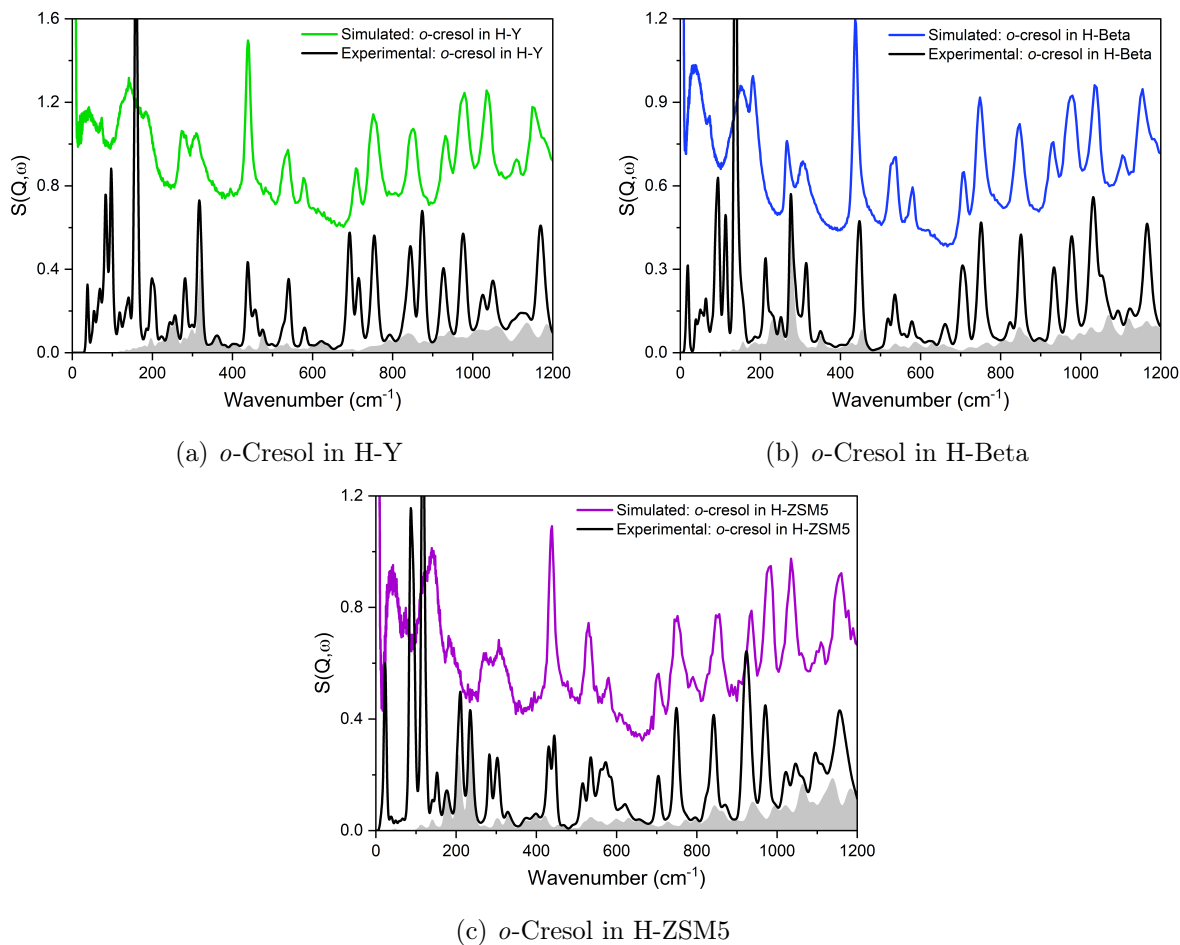 1.6
1.2
0.8
0.4
0.0
S(Q,ω)
Simulated: o-cresol in H-Y
Experimental: o-cresol in H-Y
0 200 400 600 800 1000 1200
Wavenumber (cm-1)
(a) o-Cresol in H-Y
1.2
0.9
0.6
0.3
0.0
S(Q,ω)
Simulated: o-cresol in H-Beta
Experimental: o-cresol in H-Beta
0 200 400 600 800 1000 1200
Wavenumber (cm-1)
(b) o-Cresol in H-Beta
1.2
0.8
0.4
0.0
S(Q,ω)
Simulated: o-cresol in H-ZSM5
Experimental: o-cresol in H-ZSM5
0 200 400 600 800 1000 1200
Wavenumber (cm-1)
(c) o-Cresol in H-ZSM5